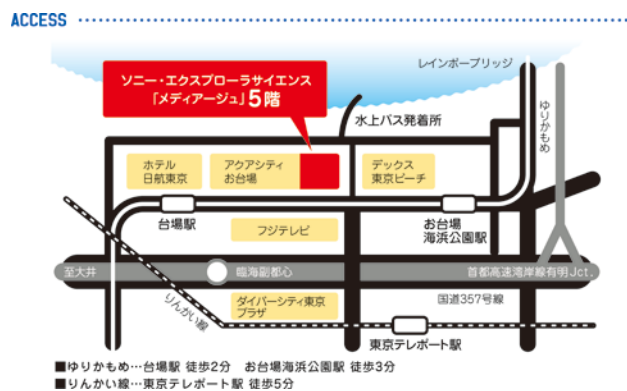 ACCESS
レインボーブリッジ
ソニー・エクスプローラサイエンス
「メディアージュ」5階
ゆりかもめ
水上バス発着所
ホテル
日航東京
アクアシティ
お台場
デックス
東京ビーチ
台場駅
フジテレビ
お台場
海浜公園駅
至大井
臨海副都心
首都高速湾岸線有明Jct.
りんかい線
ダイバーシティ東京
プラザ
国道357号線
東京テレポート駅
■ゆりかもめ…台場駅 徒歩2分 お台場海浜公園駅 徒歩3分
■りんかい線…東京テレポート駅 徒歩5分